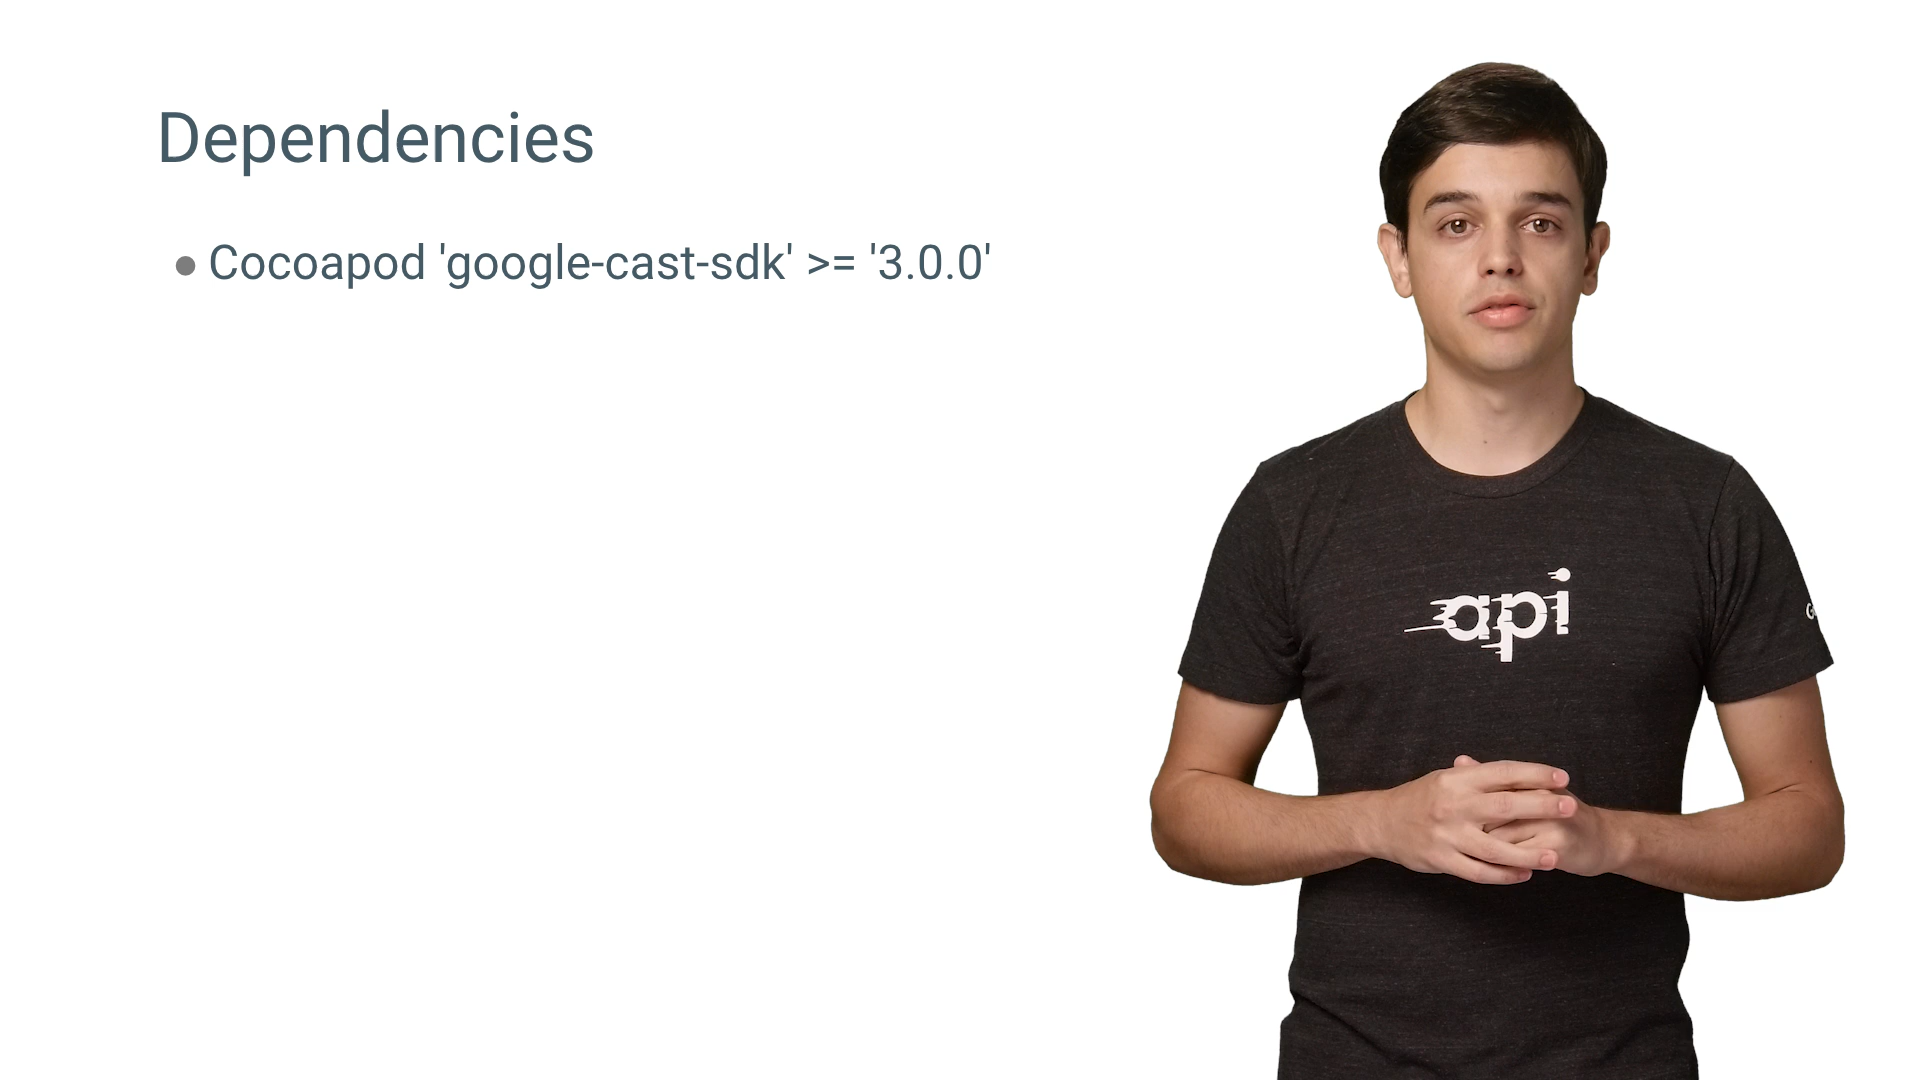 Dependencies
• Cocoapod 'google-cast-sdk' >= '3.0.0'
api